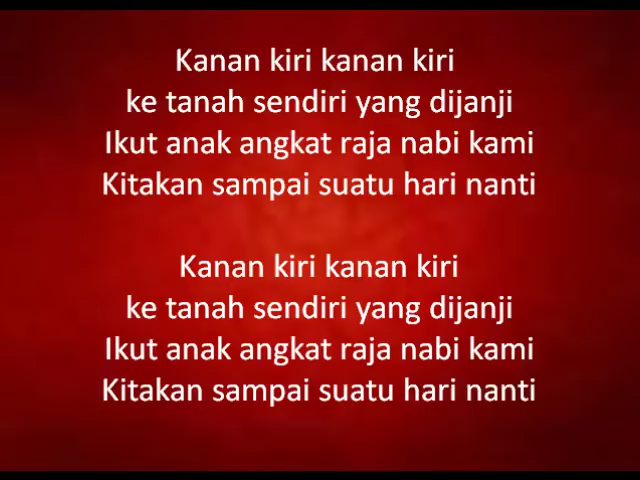 Kanan kiri kanan kiri
ke tanah sendiri yang dijanji
Ikut anak angkat raja nabi kami
Kitakan sampai suatu hari nanti
Kanan kiri kanan kiri
ke tanah sendiri yang dijanji
Ikut anak angkat raja nabi kami
Kitakan sampai suatu hari nanti